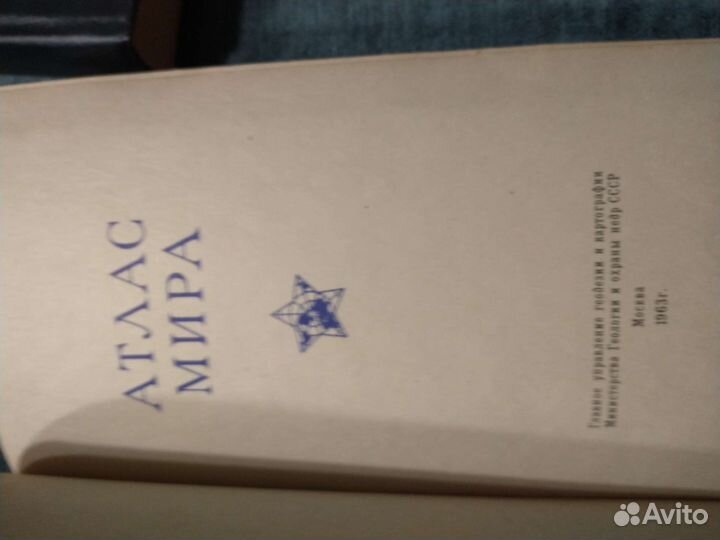 АТЛАС
МИРА
Главное управление геодезии и картографии
Министерства Геологии и охраны недр СССР
Москва
1963г.
Avito